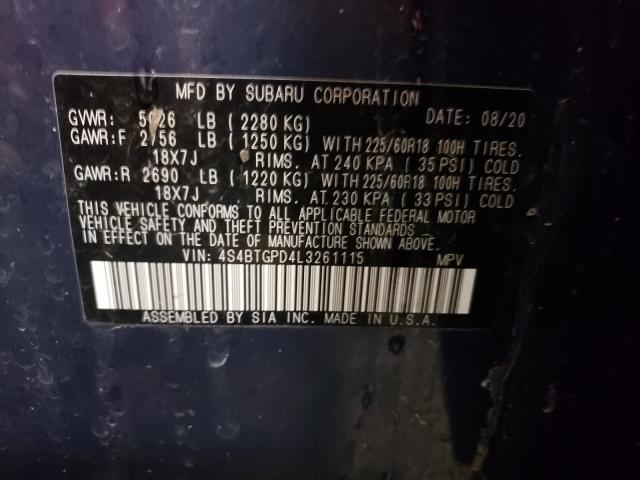 MFD BY SUBARU CORPORATION
GVWR: 5026 LB (2280 KG) DATE: 08/20
GAWR:F 2756 LB (1250 KG) WITH 225/60R18 100H TIRES.
18X7J RIMS. AT 240 KPA (35 PSI) COLD
GAWR:R 2690 LB (1220 KG) WITH 225/60R18 100H TIRES.
18X7J RIMS. AT 230 KPA (33 PSI) COLD
THIS VEHICLE CONFORMS TO ALL APPLICABLE FEDERAL MOTOR
VEHICLE SAFETY AND THEFT PREVENTION STANDARDS
IN EFFECT ON THE DATE OF MANUFACTURE SHOWN ABOVE.
VIN: 4S4BTGPD4L3261115 MPV
ASSEMBLED BY SIA INC. MADE IN U.S.A.